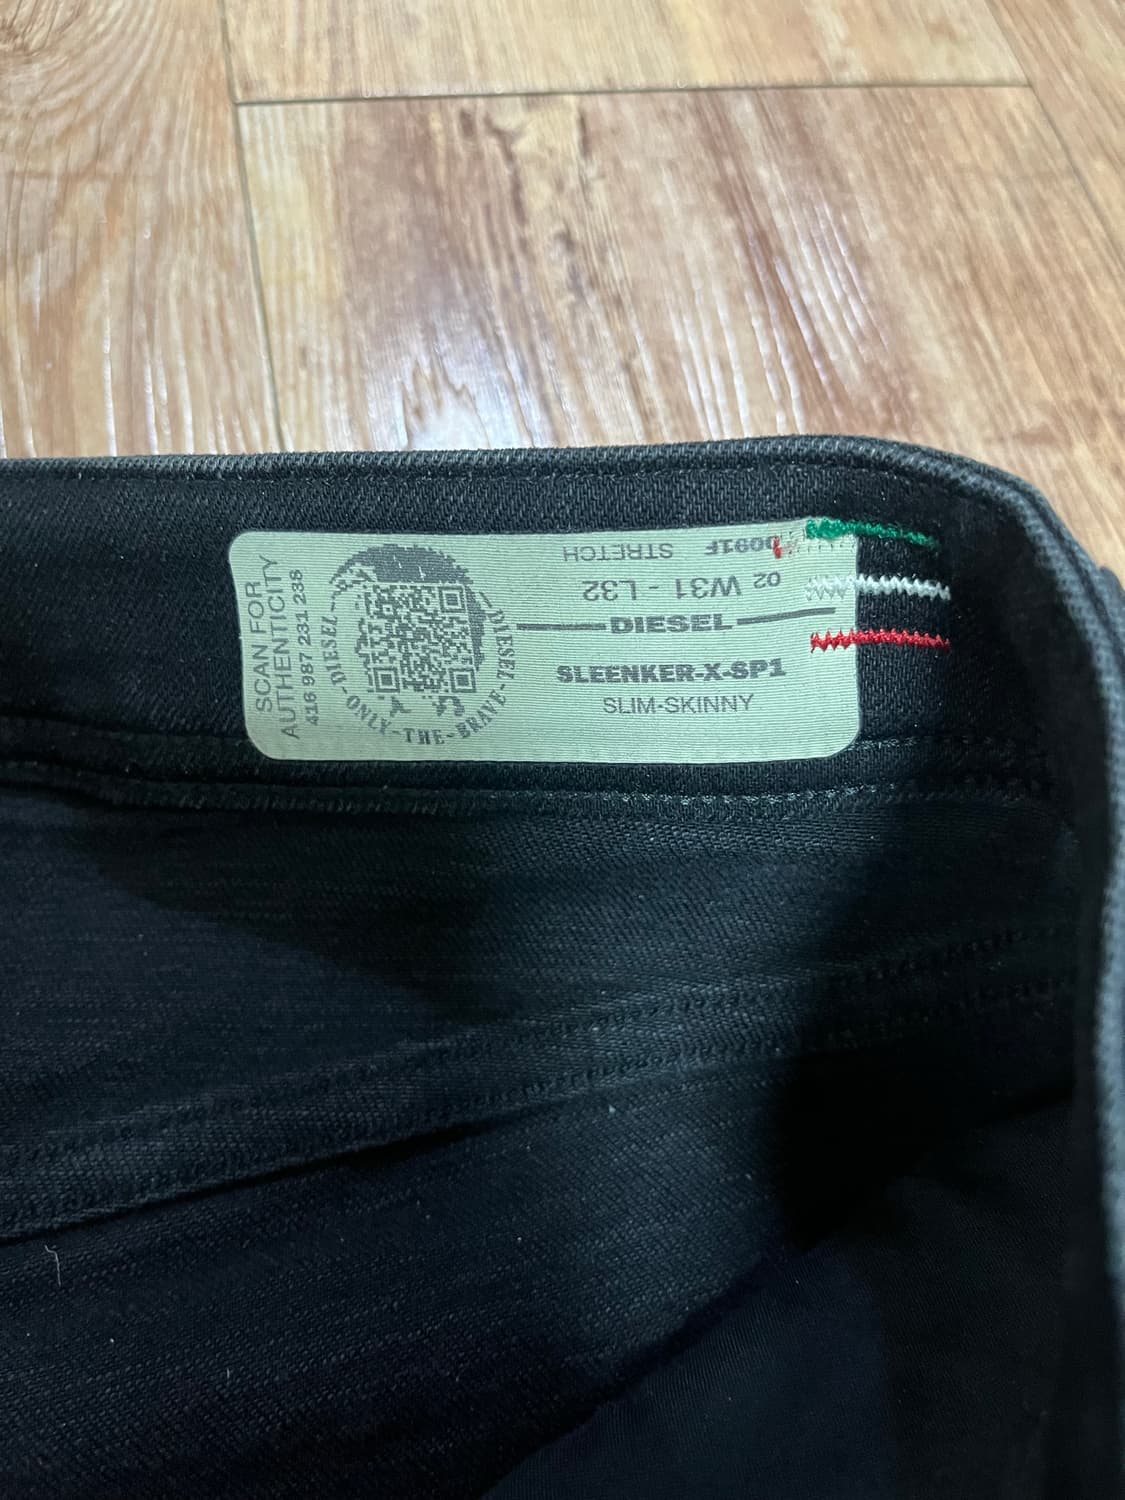 SCAN FOR
AUTHENTICITY
416 987 231 238
DIESEL-ONLY-THE-BRAVE-DIESEL
STRETCH
02 W31 - L32
DIESEL
SLEENKER-X-SP1
SLIM-SKINNY